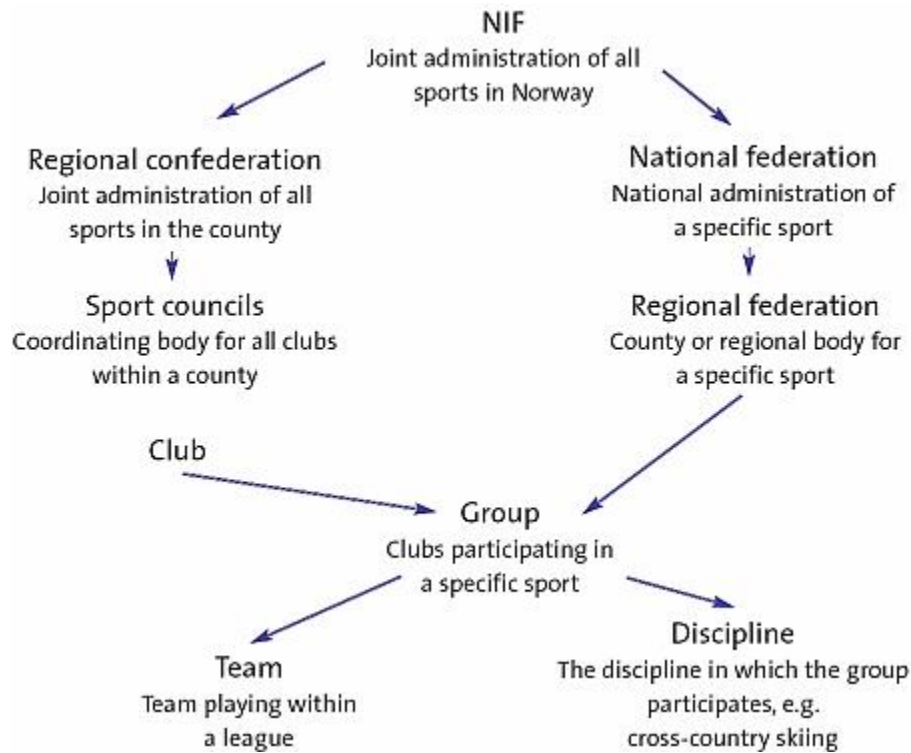 NIF
Joint administration of all
sports in Norway
Regional confederation
Joint administration of all
sports in the county
National federation
National administration of
a specific sport
Sport councils
Coordinating body for all clubs
within a county
Regional federation
County or regional body for
a specific sport
Club
Group
Clubs participating in
a specific sport
Team
Team playing within
a league
Discipline
The discipline in which the group
participates, e.g.
cross-country skiing